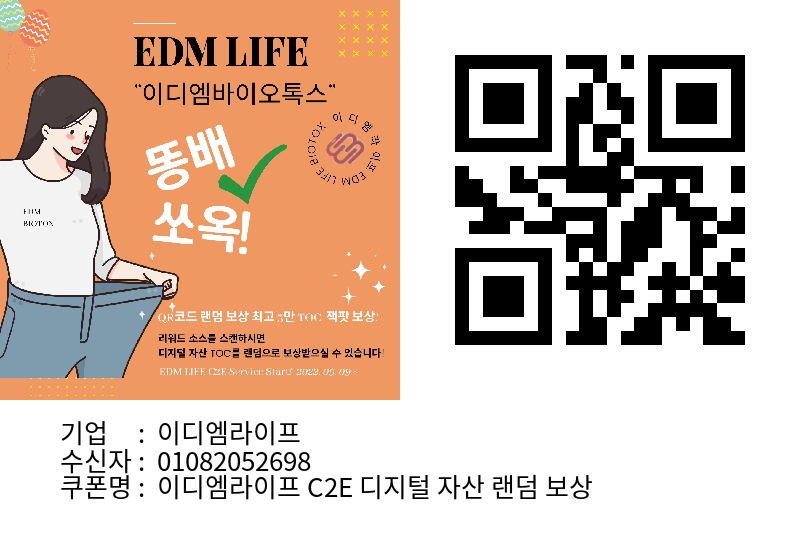 EDM LIFE
"이디엠바이오톡스"
이디엠라이프 EDM LIFE BIOTOX
똥배
쏘옥!
EDM
BIOTOX
QR코드 랜덤 보상 최고 5만 TOC 잭팟 보상!
리워드 소스를 스캔하시면
디지털 자산 TOC를 랜덤으로 보상받으실 수 있습니다!
EDM LIFE C2E Service Start! 2022. 05. 09 ~
기업 : 이디엠라이프
수신자 : 01082052698
쿠폰명 : 이디엠라이프 C2E 디지털 자산 랜덤 보상